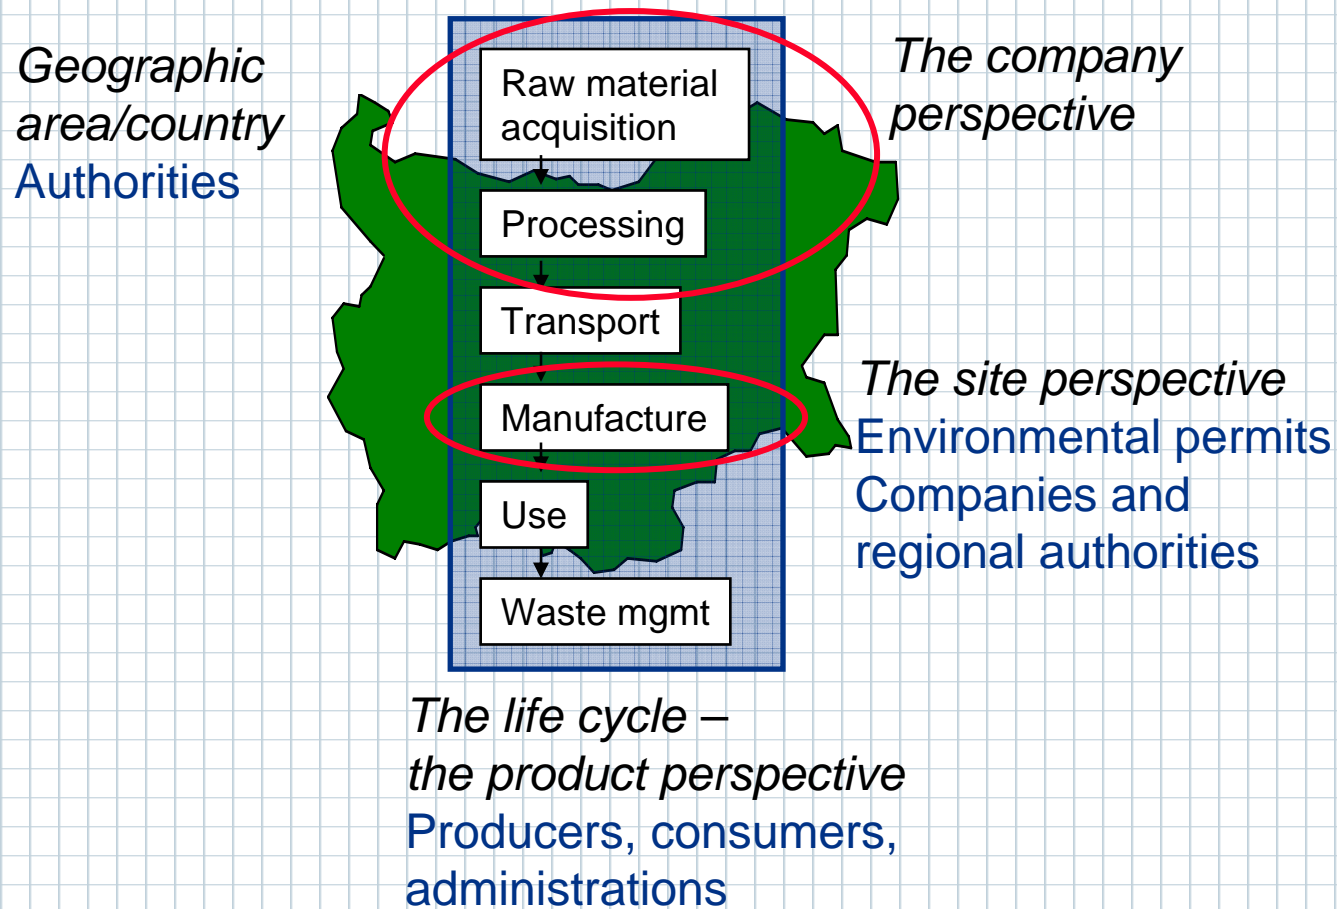 Geographic
area/country
Authorities
Raw material
acquisition
Processing
Transport
Manufacture
Use
Waste mgmt
The company
perspective
The site perspective
Environmental permits
Companies and
regional authorities
The life cycle –
the product perspective
Producers, consumers,
administrations